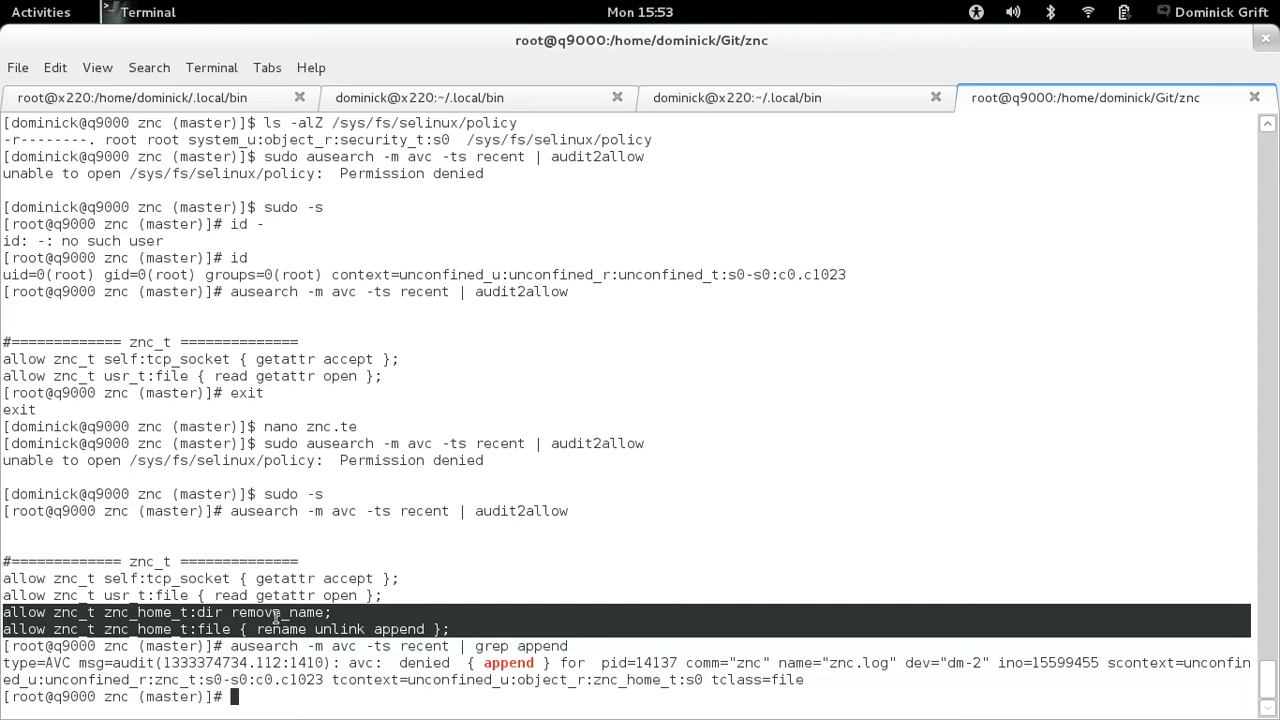 Activities
Terminal
Mon 15:53
Dominick Grift
root@q9000:/home/dominick/Git/znc
File Edit View Search Terminal Tabs Help
root@x220:/home/dominick/.local/bin
dominick@x220:~/.local/bin
dominick@x220:~/.local/bin
root@q9000:/home/dominick/Git/znc
[dominick@q9000 znc (master)]$ ls -alZ /sys/fs/selinux/policy
-r--------. root root system_u:object_r:security_t:s0  /sys/fs/selinux/policy
[dominick@q9000 znc (master)]$ sudo ausearch -m avc -ts recent | audit2allow
unable to open /sys/fs/selinux/policy:  Permission denied
[dominick@q9000 znc (master)]$ sudo -s
[root@q9000 znc (master)]# id -
id: -: no such user
[root@q9000 znc (master)]# id
uid=0(root) gid=0(root) groups=0(root) context=unconfined_u:unconfined_r:unconfined_t:s0-s0:c0.c1023
[root@q9000 znc (master)]# ausearch -m avc -ts recent | audit2allow
#============= znc_t ==============
allow znc_t self:tcp_socket { getattr accept };
allow znc_t usr_t:file { read getattr open };
[root@q9000 znc (master)]# exit
exit
[dominick@q9000 znc (master)]$ nano znc.te
[dominick@q9000 znc (master)]$ sudo ausearch -m avc -ts recent | audit2allow
unable to open /sys/fs/selinux/policy:  Permission denied
[dominick@q9000 znc (master)]$ sudo -s
[root@q9000 znc (master)]# ausearch -m avc -ts recent | audit2allow
#============= znc_t ==============
allow znc_t self:tcp_socket { getattr accept };
allow znc_t usr_t:file { read getattr open };
allow znc_t znc_home_t:dir remove_name;
allow znc_t znc_home_t:file { rename unlink append };
[root@q9000 znc (master)]# ausearch -m avc -ts recent | grep append
type=AVC msg=audit(1333374734.112:1410): avc:  denied  { append } for  pid=14137 comm="znc" name="znc.log" dev="dm-2" ino=15599455 scontext=unconfin
ed_u:unconfined_r:znc_t:s0-s0:c0.c1023 tcontext=unconfined_u:object_r:znc_home_t:s0 tclass=file
[root@q9000 znc (master)]#